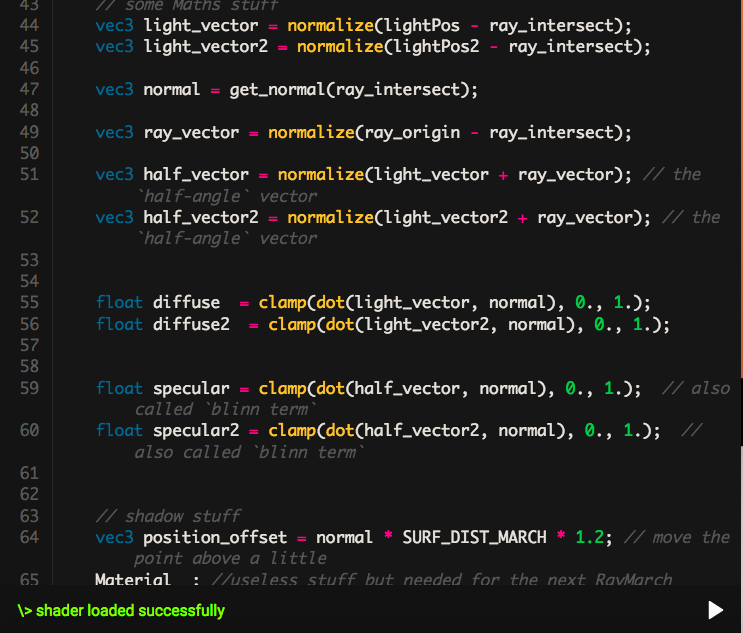 43 // some Maths stuff
44 vec3 light_vector = normalize(lightPos - ray_intersect);
45 vec3 light_vector2 = normalize(lightPos2 - ray_intersect);
46
47 vec3 normal = get_normal(ray_intersect);
48
49 vec3 ray_vector = normalize(ray_origin - ray_intersect);
50
51 vec3 half_vector = normalize(light_vector + ray_vector); // the
`half-angle` vector
52 vec3 half_vector2 = normalize(light_vector2 + ray_vector); // the
`half-angle` vector
53
54
55 float diffuse  = clamp(dot(light_vector, normal), 0., 1.);
56 float diffuse2  = clamp(dot(light_vector2, normal), 0., 1.);
57
58
59 float specular = clamp(dot(half_vector, normal), 0., 1.);  // also
called `blinn term`
60 float specular2 = clamp(dot(half_vector2, normal), 0., 1.);  //
also called `blinn term`
61
62
63 // shadow stuff
64 vec3 position_offset = normal * SURF_DIST_MARCH * 1.2; // move the
point above a little
65 Material _; //useless stuff but needed for the next RayMarch
\> shader loaded successfully